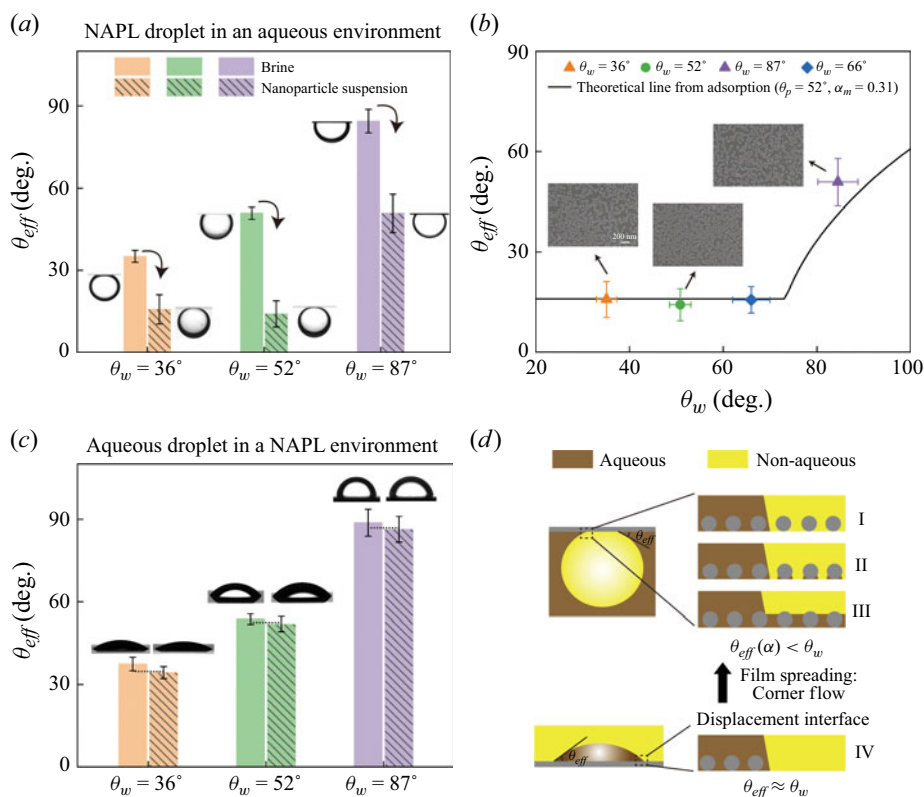 (a)
NAPL droplet in an aqueous environment
Brine
Nanoparticle suspension
90
60
30
0
θeff (deg.)
θw = 36°
θw = 52°
θw = 87°
(b)
θw = 36°
θw = 52°
θw = 87°
θw = 66°
Theoretical line from adsorption (θp = 52°, αm = 0.31)
200 nm
90
60
30
0
θeff (deg.)
20
40
60
80
100
θw (deg.)
(c)
Aqueous droplet in a NAPL environment
90
60
30
0
θeff (deg.)
θw = 36°
θw = 52°
θw = 87°
(d)
Aqueous
Non-aqueous
θeff
I
II
III
θeff(α) < θw
Film spreading:
Corner flow
Displacement interface
θeff
IV
θeff ≈ θw